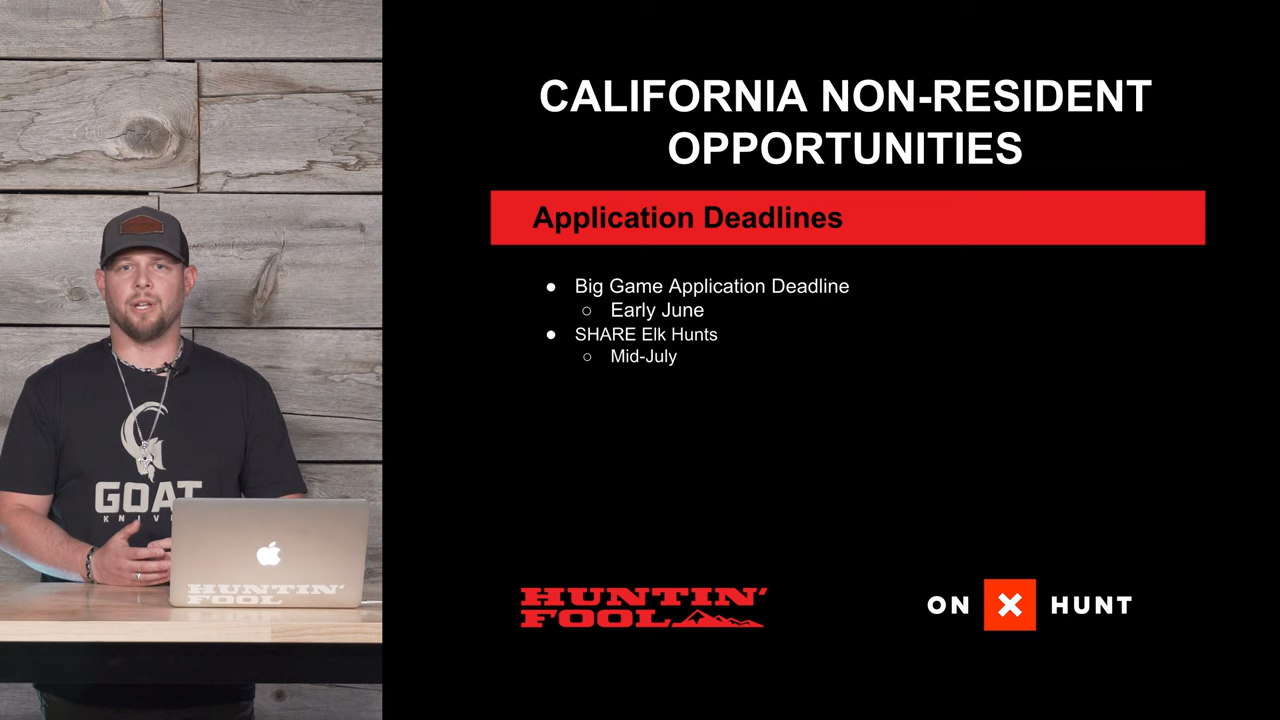 CALIFORNIA NON-RESIDENT
OPPORTUNITIES
Application Deadlines
● Big Game Application Deadline
○ Early June
● SHARE Elk Hunts
○ Mid-July
GOAT
HUNTIN'
FOOL
HUNTIN'
FOOL
ON X HUNT